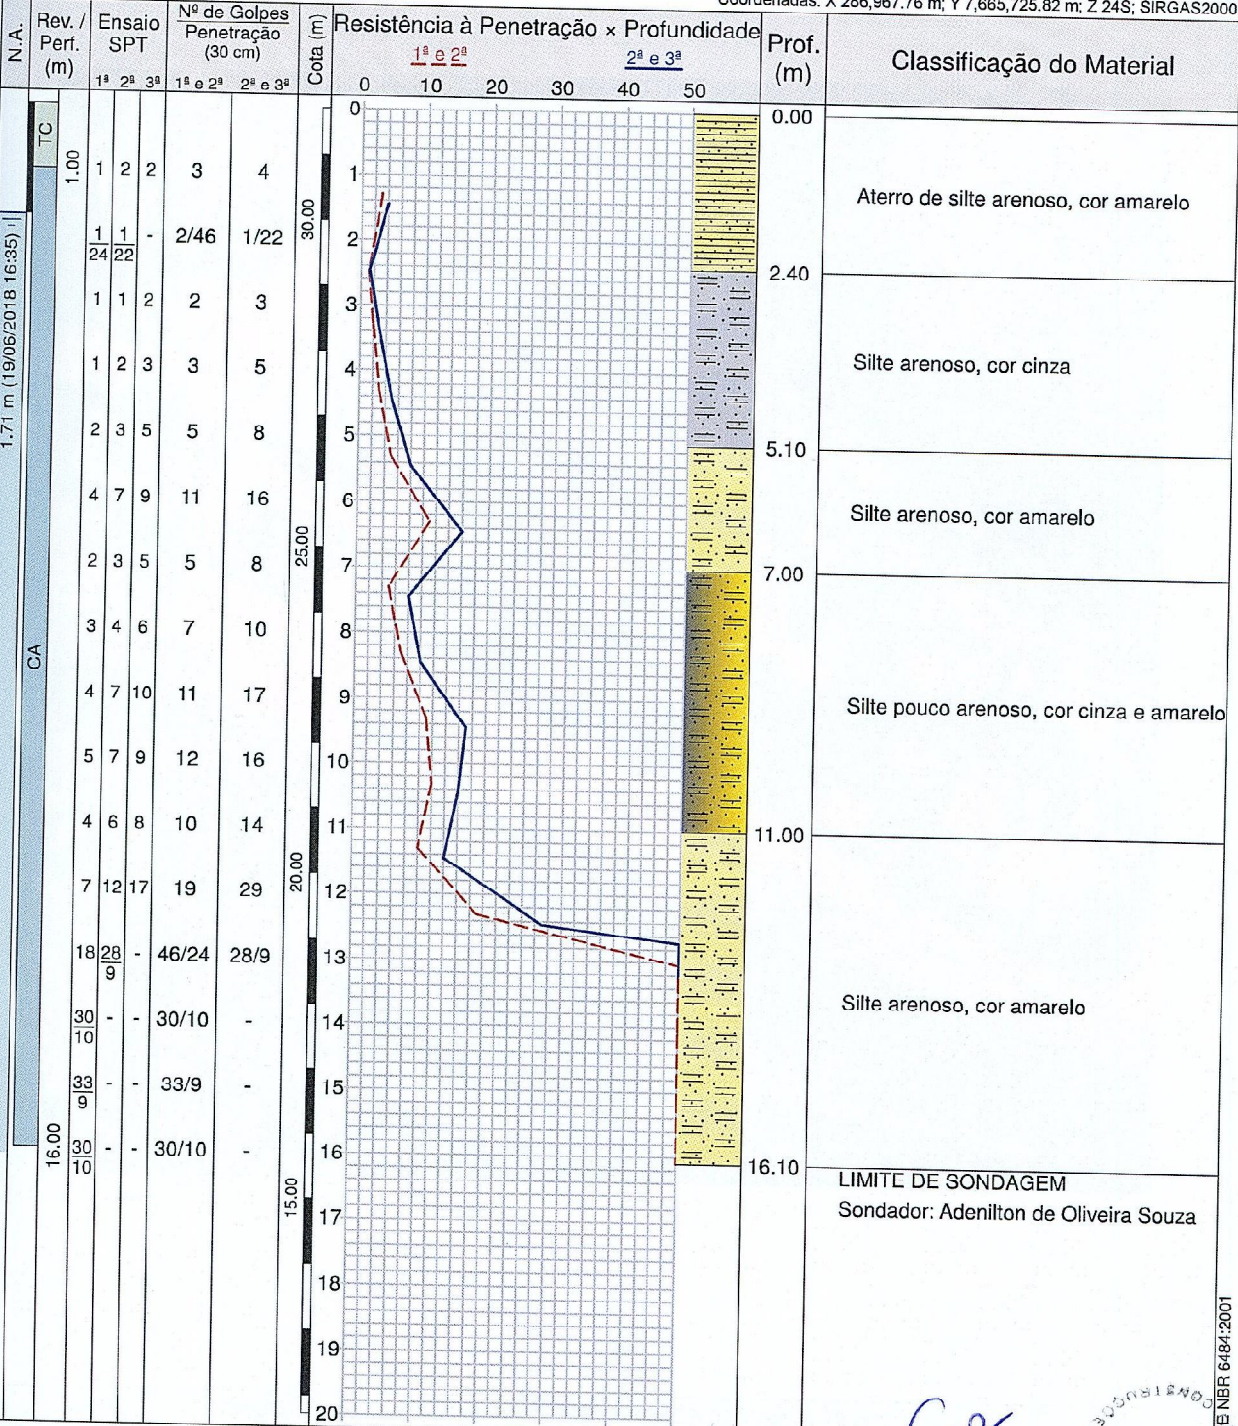 Coordenadas: X 286,967.76 m; Y 7,665,725.82 m; Z 24S; SIRGAS2000
N.A.
Rev. / Perf. (m)
Ensaio SPT
1ª 2ª 3ª
Nº de Golpes
Penetração
(30 cm)
1ª e 2ª 2ª e 3ª
Cota (m)
Resistência à Penetração × Profundidade
1ª e 2ª 2ª e 3ª
0 10 20 30 40 50
Prof. (m)
Classificação do Material
1.71 m (19/06/2018 16:35)
TC
CA
1.00
16.00
1 2 2 3 4
1/24 1/22 - 2/46 1/22
1 1 2 2 3
1 2 3 3 5
2 3 5 5 8
4 7 9 11 16
2 3 5 5 8
3 4 6 7 10
4 7 10 11 17
5 7 9 12 16
4 6 8 10 14
7 12 17 19 29
18 28/9 - 46/24 28/9
30/10 - - 30/10 -
33/9 - - 33/9 -
30/10 - - 30/10 -
30.00
25.00
20.00
15.00
0
1
2
3
4
5
6
7
8
9
10
11
12
13
14
15
16
17
18
19
20
0.00
Aterro de silte arenoso, cor amarelo
2.40
Silte arenoso, cor cinza
5.10
Silte arenoso, cor amarelo
7.00
Silte pouco arenoso, cor cinza e amarelo
11.00
Silte arenoso, cor amarelo
16.10
LIMITE DE SONDAGEM
Sondador: Adenilton de Oliveira Souza
E NBR 6484:2001